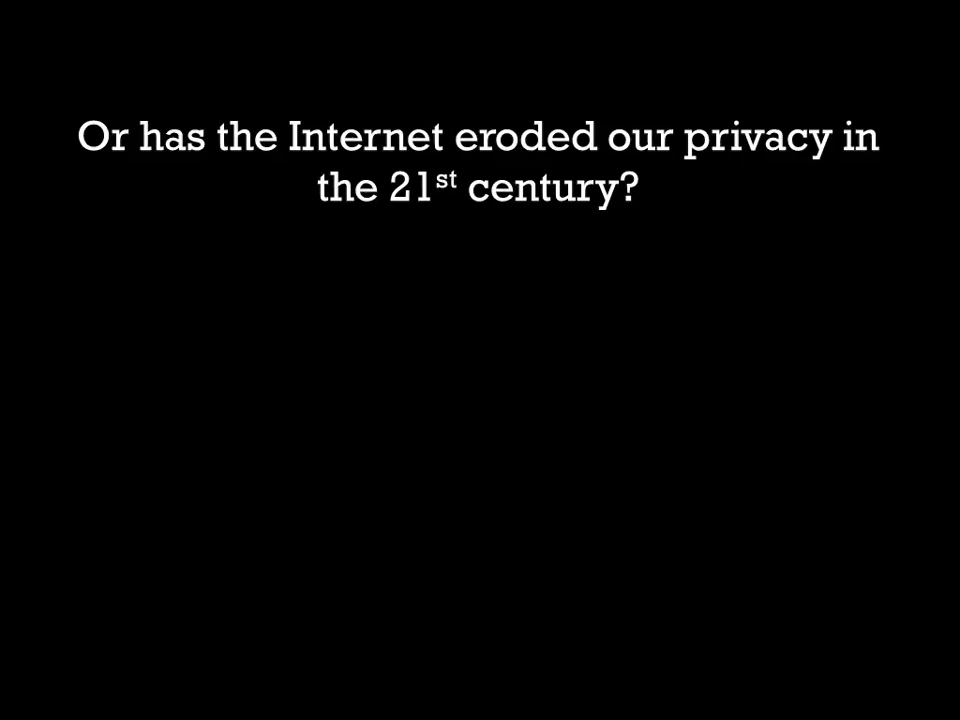 Or has the Internet eroded our privacy in
the 21st century?